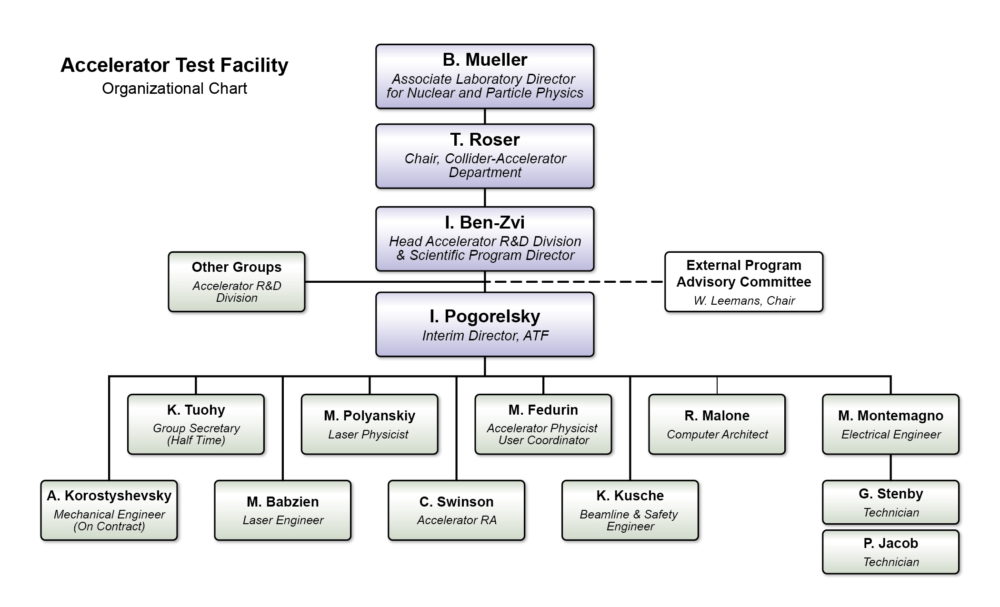 Accelerator Test Facility
Organizational Chart
B. Mueller
Associate Laboratory Director
for Nuclear and Particle Physics
T. Roser
Chair, Collider-Accelerator
Department
I. Ben-Zvi
Head Accelerator R&D Division
& Scientific Program Director
Other Groups
Accelerator R&D
Division
External Program
Advisory Committee
W. Leemans, Chair
I. Pogorelsky
Interim Director, ATF
K. Tuohy
Group Secretary
(Half Time)
M. Polyanskiy
Laser Physicist
M. Fedurin
Accelerator Physicist
User Coordinator
R. Malone
Computer Architect
M. Montemagno
Electrical Engineer
A. Korostyshevsky
Mechanical Engineer
(On Contract)
M. Babzien
Laser Engineer
C. Swinson
Accelerator RA
K. Kusche
Beamline & Safety
Engineer
G. Stenby
Technician
P. Jacob
Technician